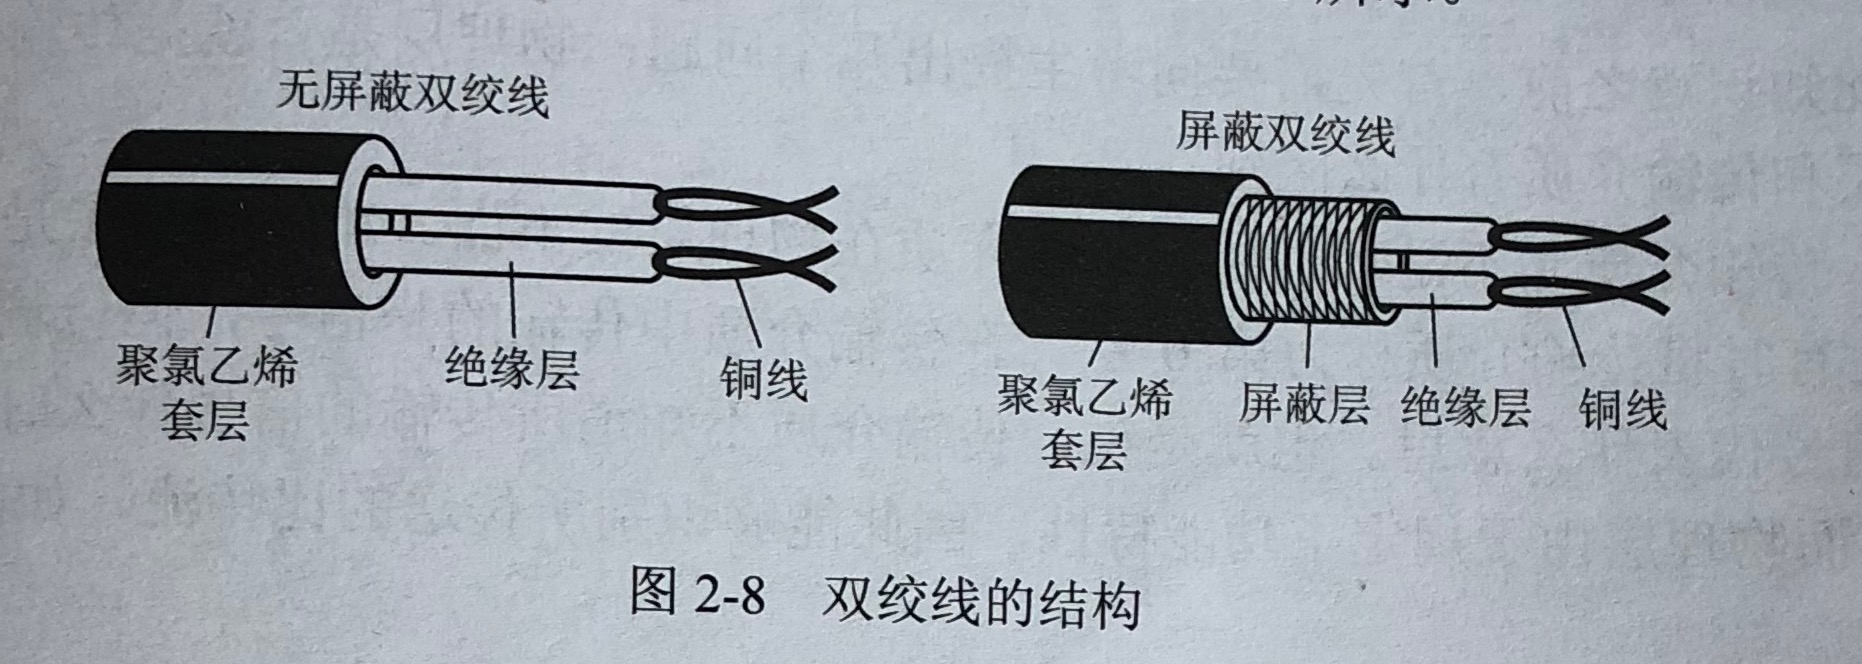 无屏蔽双绞线
聚氯乙烯
套层
绝缘层
铜线
屏蔽双绞线
聚氯乙烯
套层
屏蔽层
绝缘层
铜线
图 2-8 双绞线的结构